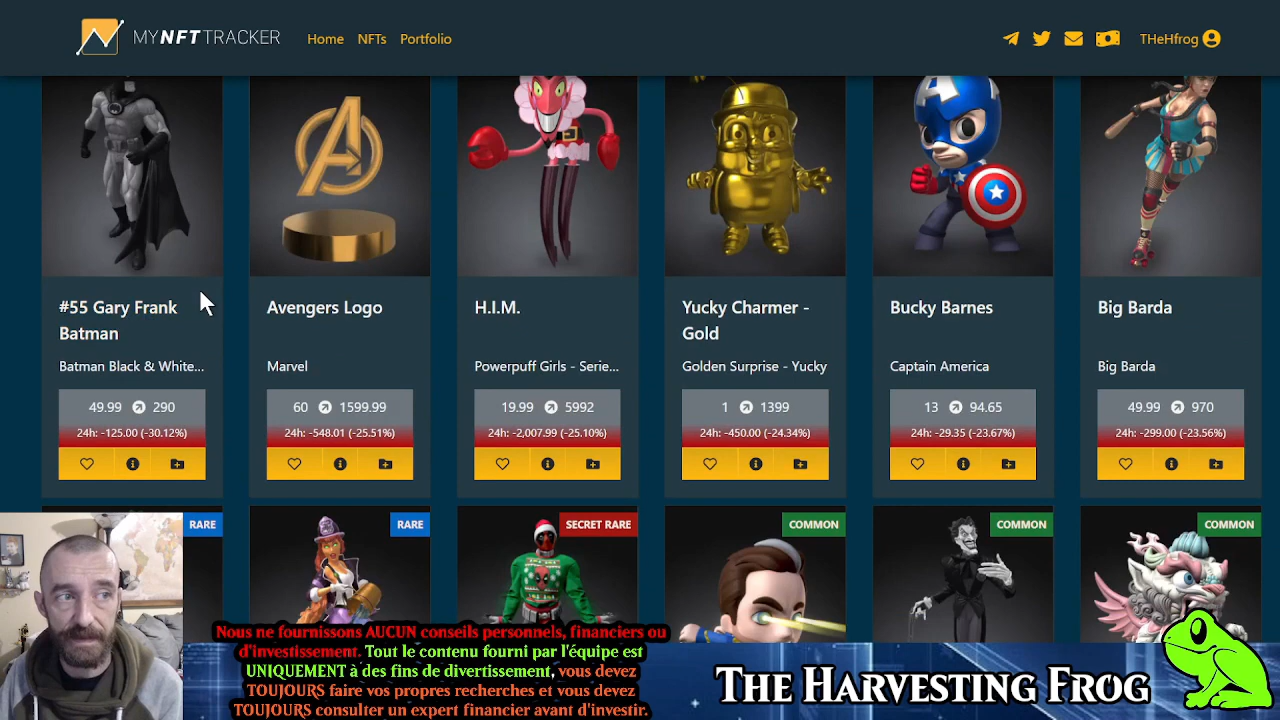 MYNFTTRACKER
Home NFTs Portfolio
THeHfrog
#55 Gary Frank
Batman
Batman Black & White...
49.99 290
24h: -125.00 (-30.12%)
Avengers Logo
Marvel
60 1599.99
24h: -548.01 (-25.51%)
H.I.M.
Powerpuff Girls - Serie...
19.99 5992
24h: -2,007.99 (-25.10%)
Yucky Charmer -
Gold
Golden Surprise - Yucky
1 1399
24h: -450.00 (-24.34%)
Bucky Barnes
Captain America
13 94.65
24h: -29.35 (-23.67%)
Big Barda
Big Barda
49.99 970
24h: -299.00 (-23.56%)
RARE
RARE
SECRET RARE
COMMON
COMMON
COMMON
Nous ne fournissons AUCUN conseils personnels, financiers ou
d'investissement. Tout le contenu fourni par l'équipe est
UNIQUEMENT à des fins de divertissement, vous devez
TOUJOURS faire vos propres recherches et vous devez
TOUJOURS consulter un expert financier avant d'investir.
The Harvesting Frog